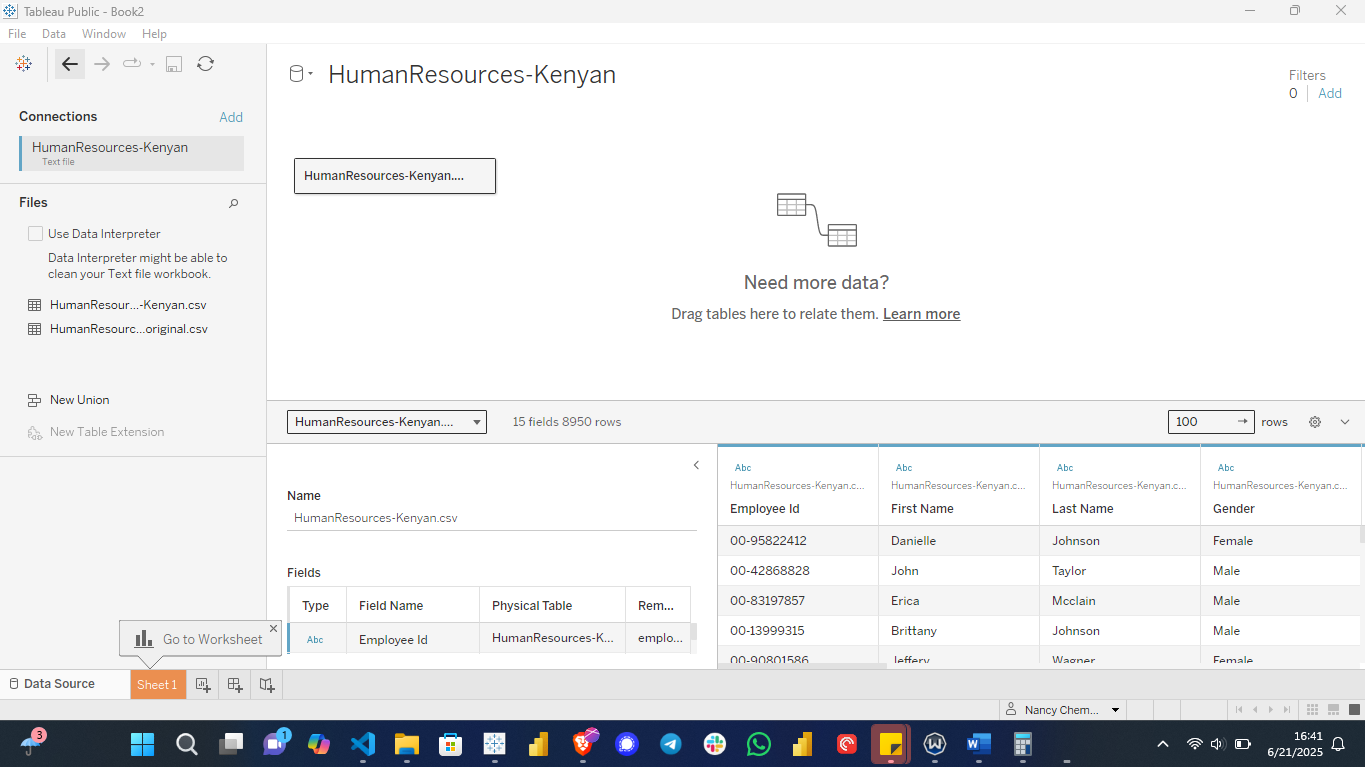 Tableau Public - Book2
File Data Window Help
HumanResources-Kenyan
Filters
0 Add
Connections Add
HumanResources-Kenyan
Text file
Files
Use Data Interpreter
Data Interpreter might be able to
clean your Text file workbook.
HumanResour...-Kenyan.csv
HumanResourc...original.csv
New Union
New Table Extension
HumanResources-Kenyan....
Need more data?
Drag tables here to relate them. Learn more
HumanResources-Kenyan.... 15 fields 8950 rows 100 rows
Name
HumanResources-Kenyan.csv
Fields
Type Field Name Physical Table Rem...
Abc Employee Id HumanResources-K... emplo...
Abc Abc Abc Abc
HumanResources-Kenyan.c... HumanResources-Kenyan.c... HumanResources-Kenyan.c... HumanResources-Kenyan.c...
Employee Id First Name Last Name Gender
00-95822412 Danielle Johnson Female
00-42868828 John Taylor Male
00-83197857 Erica Mcclain Male
00-13999315 Brittany Johnson Male
00-90801586 Jeffery Wagner Female
Go to Worksheet
Data Source Sheet 1
Nancy Chem...
3
1
16:41
6/21/2025